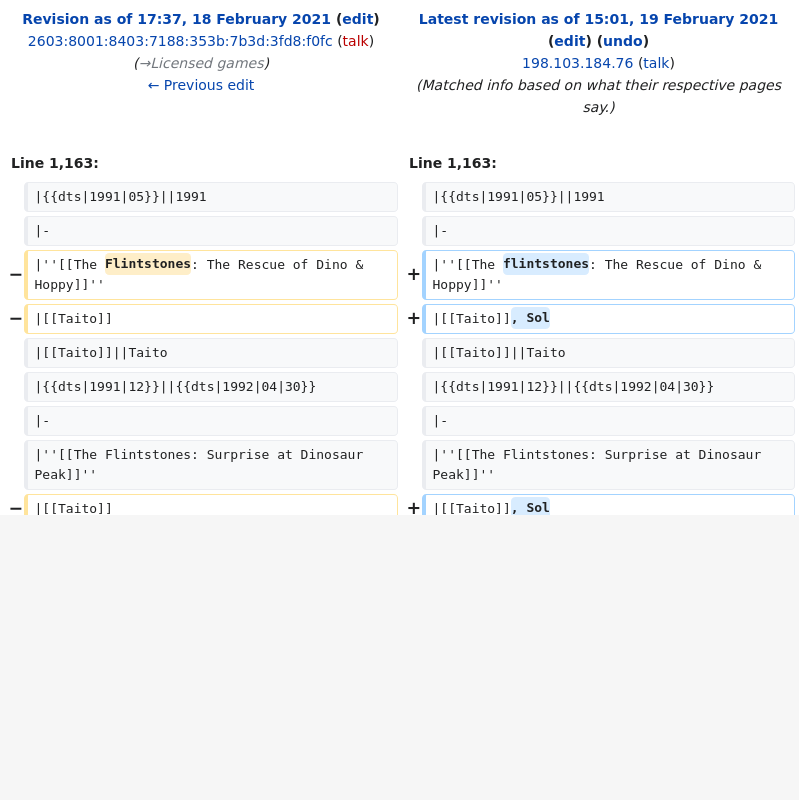 Revision as of 17:37, 18 February 2021 (edit)
2603:8001:8403:7188:353b:7b3d:3fd8:f0fc (talk)
(→Licensed games)
← Previous edit
Latest revision as of 15:01, 19 February 2021
(edit) (undo)
198.103.184.76 (talk)
(Matched info based on what their respective pages
say.)
Line 1,163:
Line 1,163:
|{{dts|1991|05}}||1991
|{{dts|1991|05}}||1991
|-
|-
− |''[[The Flintstones: The Rescue of Dino &
Hoppy]]''
+ |''[[The flintstones: The Rescue of Dino &
Hoppy]]''
− |[[Taito]]
+ |[[Taito]], Sol
|[[Taito]]||Taito
|[[Taito]]||Taito
|{{dts|1991|12}}||{{dts|1992|04|30}}
|{{dts|1991|12}}||{{dts|1992|04|30}}
|-
|-
|''[[The Flintstones: Surprise at Dinosaur
Peak]]''
|''[[The Flintstones: Surprise at Dinosaur
Peak]]''
− |[[Taito]]
+ |[[Taito]], Sol